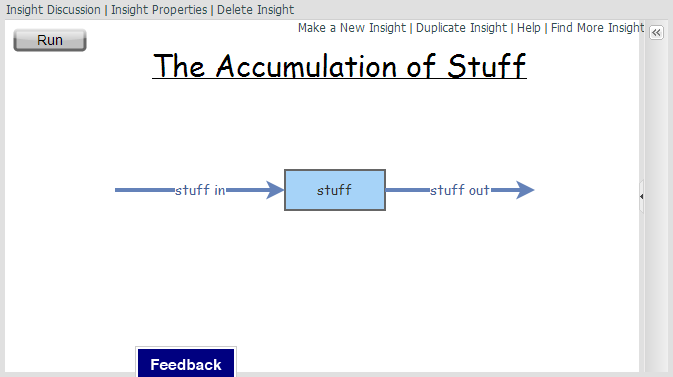 Insight Discussion | Insight Properties | Delete Insight
Make a New Insight | Duplicate Insight | Help | Find More Insight
Run
The Accumulation of Stuff
stuff in
stuff
stuff out
Feedback